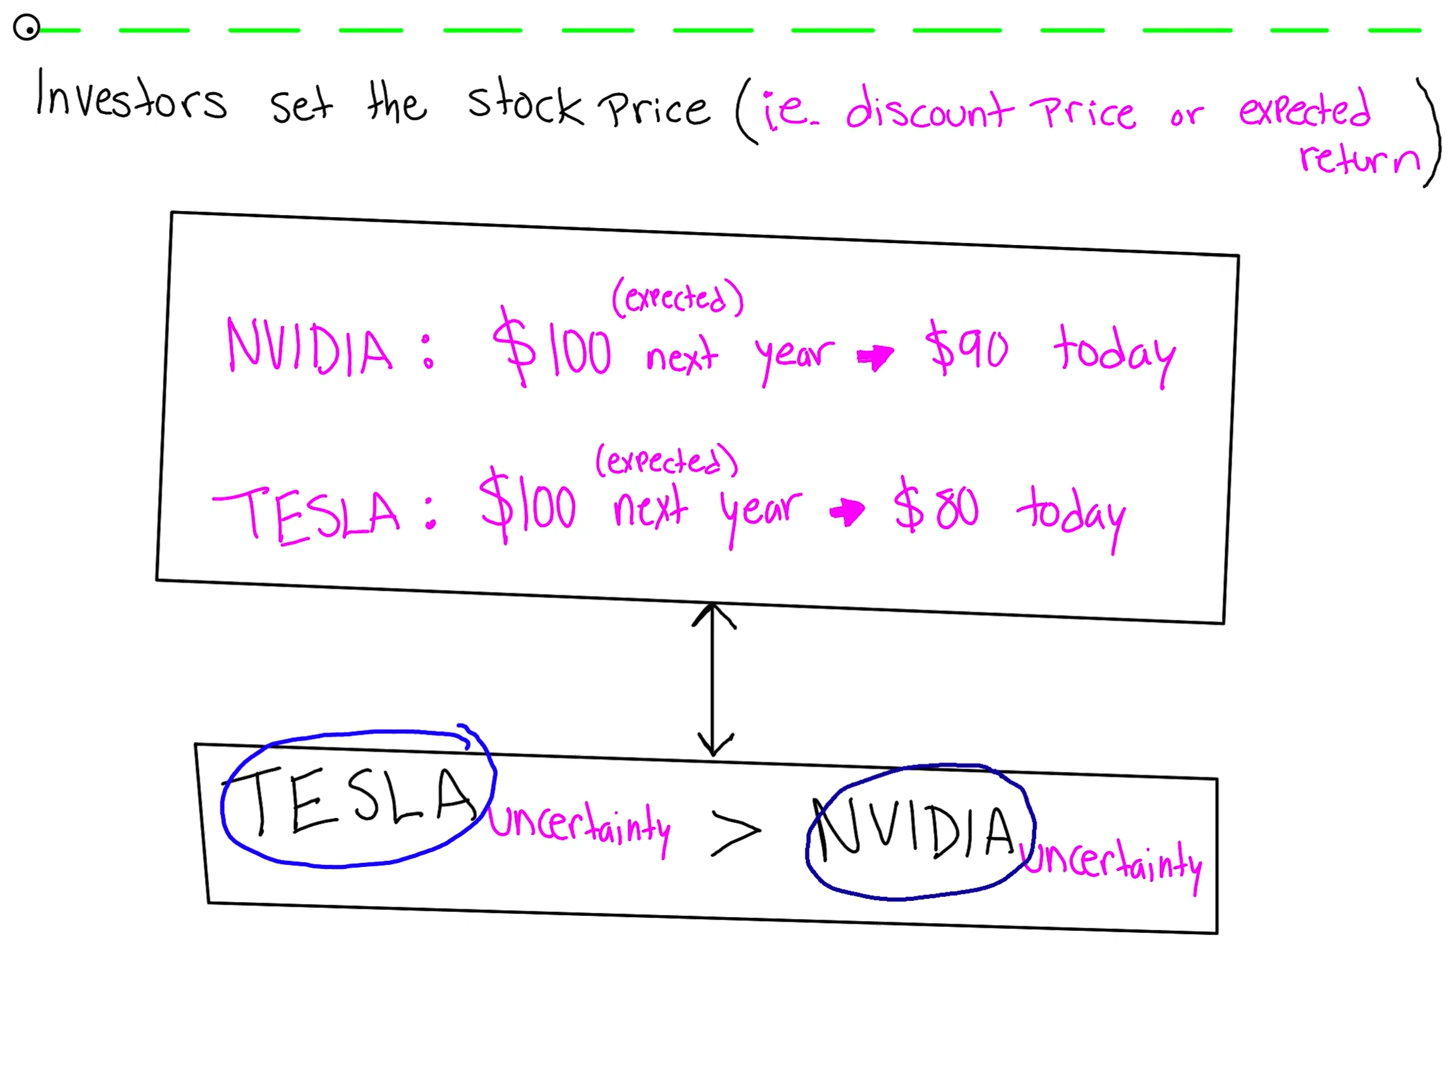 Investors set the stock price (i.e. discount price or expected
return)
(expected)
NVIDIA: $100 next year → $90 today
(expected)
TESLA: $100 next year → $80 today
TESLA uncertainty > NVIDIA uncertainty